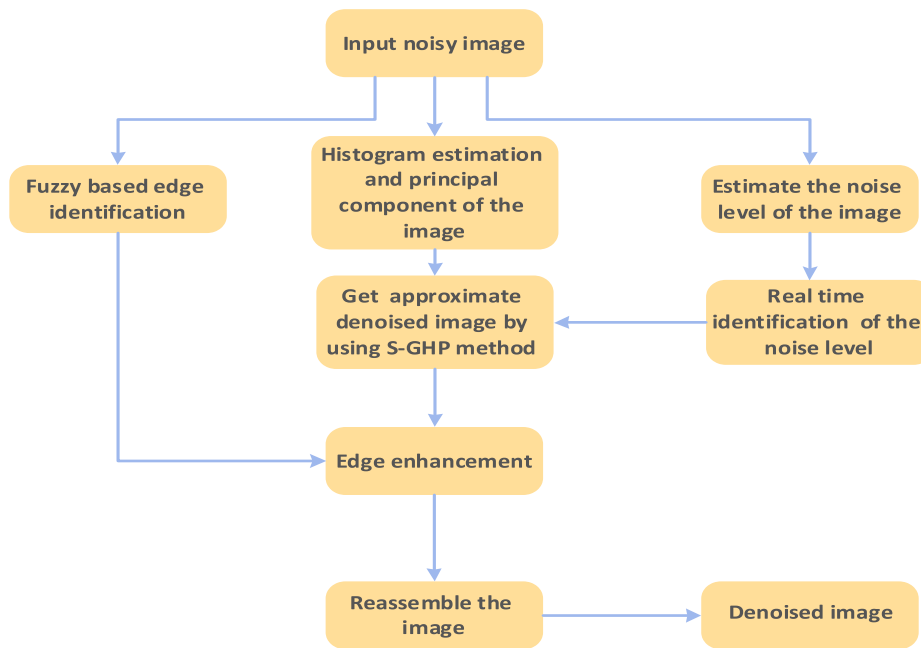 Input noisy image
Fuzzy based edge
identification
Histogram estimation
and principal
component of the
image
Estimate the noise
level of the image
Get approximate
denoised image by
using S-GHP method
Real time
identification of the
noise level
Edge enhancement
Reassemble the
image
Denoised image